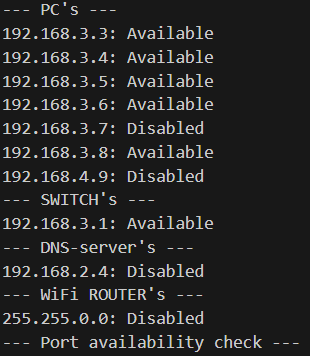 --- PC's ---
192.168.3.3: Available
192.168.3.4: Available
192.168.3.5: Available
192.168.3.6: Available
192.168.3.7: Disabled
192.168.3.8: Available
192.168.4.9: Disabled
--- SWITCH's ---
192.168.3.1: Available
--- DNS-server's ---
192.168.2.4: Disabled
--- WiFi ROUTER's ---
255.255.0.0: Disabled
--- Port availability check ---